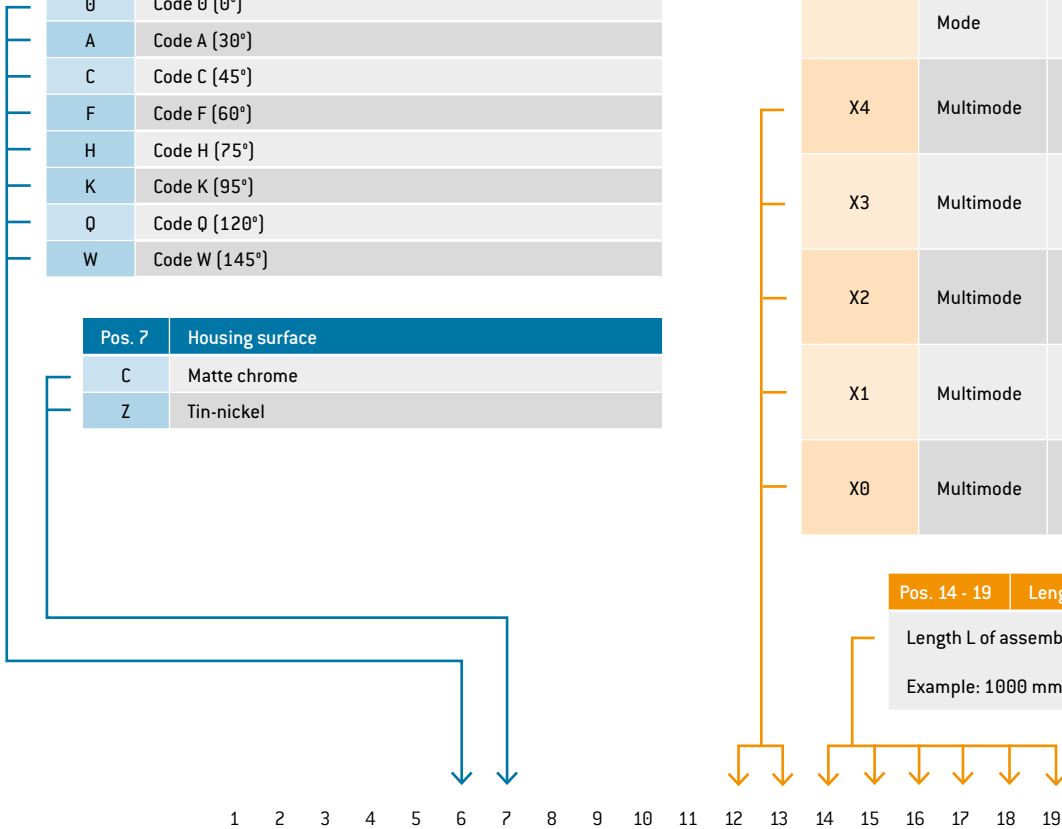 0 Code 0 (0°)
A Code A (30°)
C Code C (45°)
F Code F (60°)
H Code H (75°)
K Code K (95°)
Q Code Q (120°)
W Code W (145°)
Pos. 7 Housing surface
C Matte chrome
Z Tin-nickel
Mode
X4 Multimode
X3 Multimode
X2 Multimode
X1 Multimode
X0 Multimode
Pos. 14 - 19
Length L of
Example: 1000 mm
1 2 3 4 5 6 7 8 9 10 11 12 13 14 15 16 17 18 19